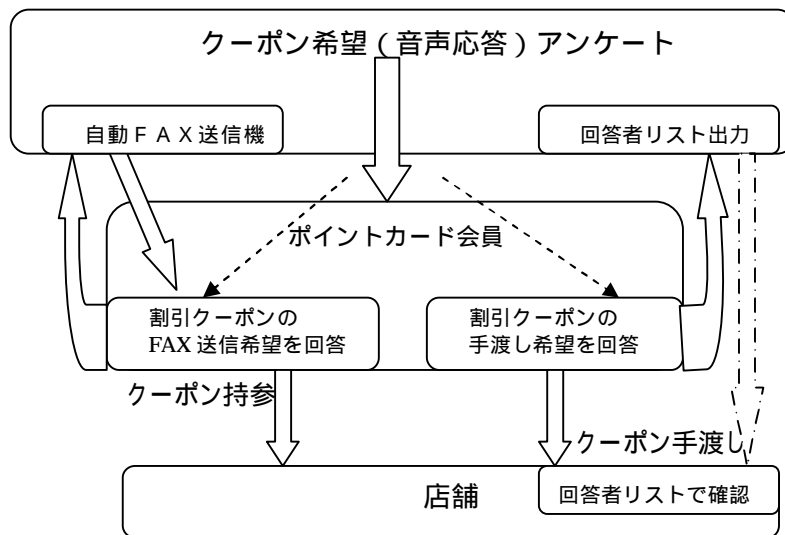 クーポン希望（音声応答）アンケート
自動ＦＡＸ送信機
回答者リスト出力
ポイントカード会員
割引クーポンの
FAX 送信希望を回答
割引クーポンの
手渡し希望を回答
クーポン持参
クーポン手渡し
店舗
回答者リストで確認